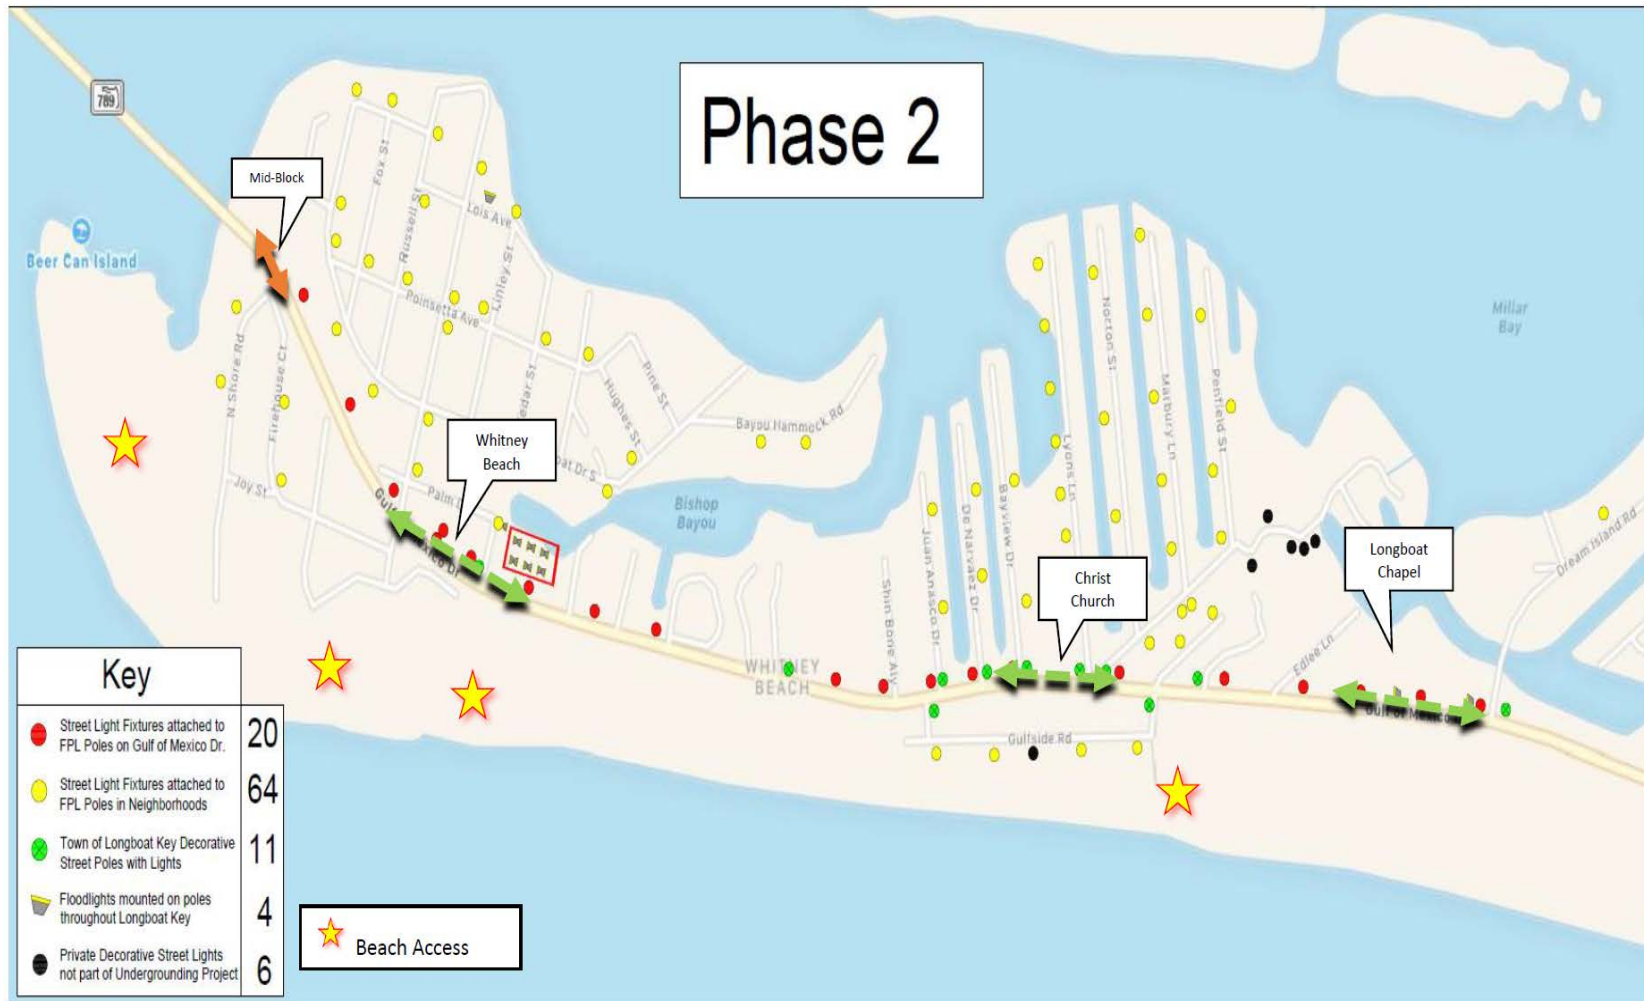 Phase 2
789
Mid-Block
Beer Can Island
Fox St
Russell St
Lois Ave
Linley St
Poinsetta Ave
N Shore Rd
Firehouse Ct
Hughes St
Pine St
Bayou Hammock Rd
Whitney
Beach
Joy St
Bishop
Bayou
Millar
Bay
Norton St
Marbury Ln
Penfield St
Lyons Ln
Bayview Dr
De Narvaez Dr
Juan Anasco Dr
Shin Bone Aly
Christ
Church
Longboat
Chapel
Dream Island Rd
Edlee Ln
WHITNEY
BEACH
Gulfside Rd
Key
Street Light Fixtures attached to
FPL Poles on Gulf of Mexico Dr.
20
Street Light Fixtures attached to
FPL Poles in Neighborhoods
64
Town of Longboat Key Decorative
Street Poles with Lights
11
Floodlights mounted on poles
throughout Longboat Key
4
Private Decorative Street Lights
not part of Undergrounding Project
6
Beach Access